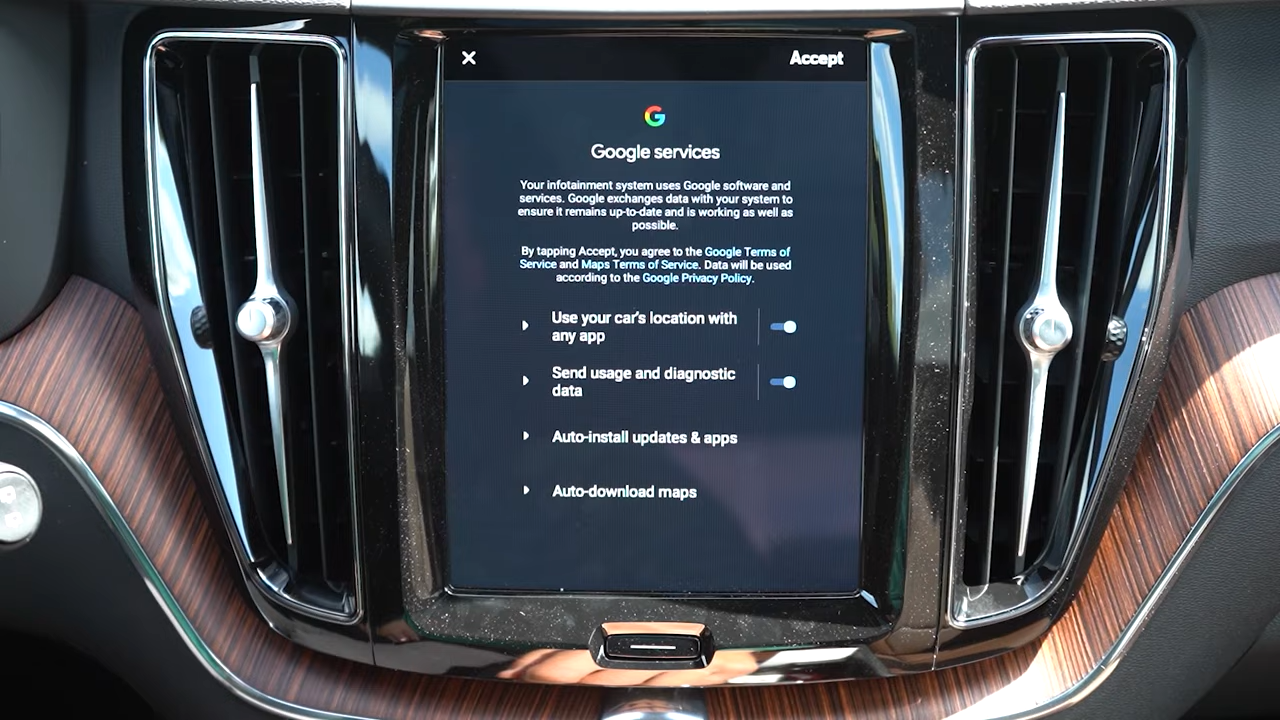 Accept
Google services
Your infotainment system uses Google software and
services. Google exchanges data with your system to
ensure it remains up-to-date and is working as well as
possible.
By tapping Accept, you agree to the Google Terms of
Service and Maps Terms of Service. Data will be used
according to the Google Privacy Policy.
Use your car's location with
any app
Send usage and diagnostic
data
Auto-install updates & apps
Auto-download maps